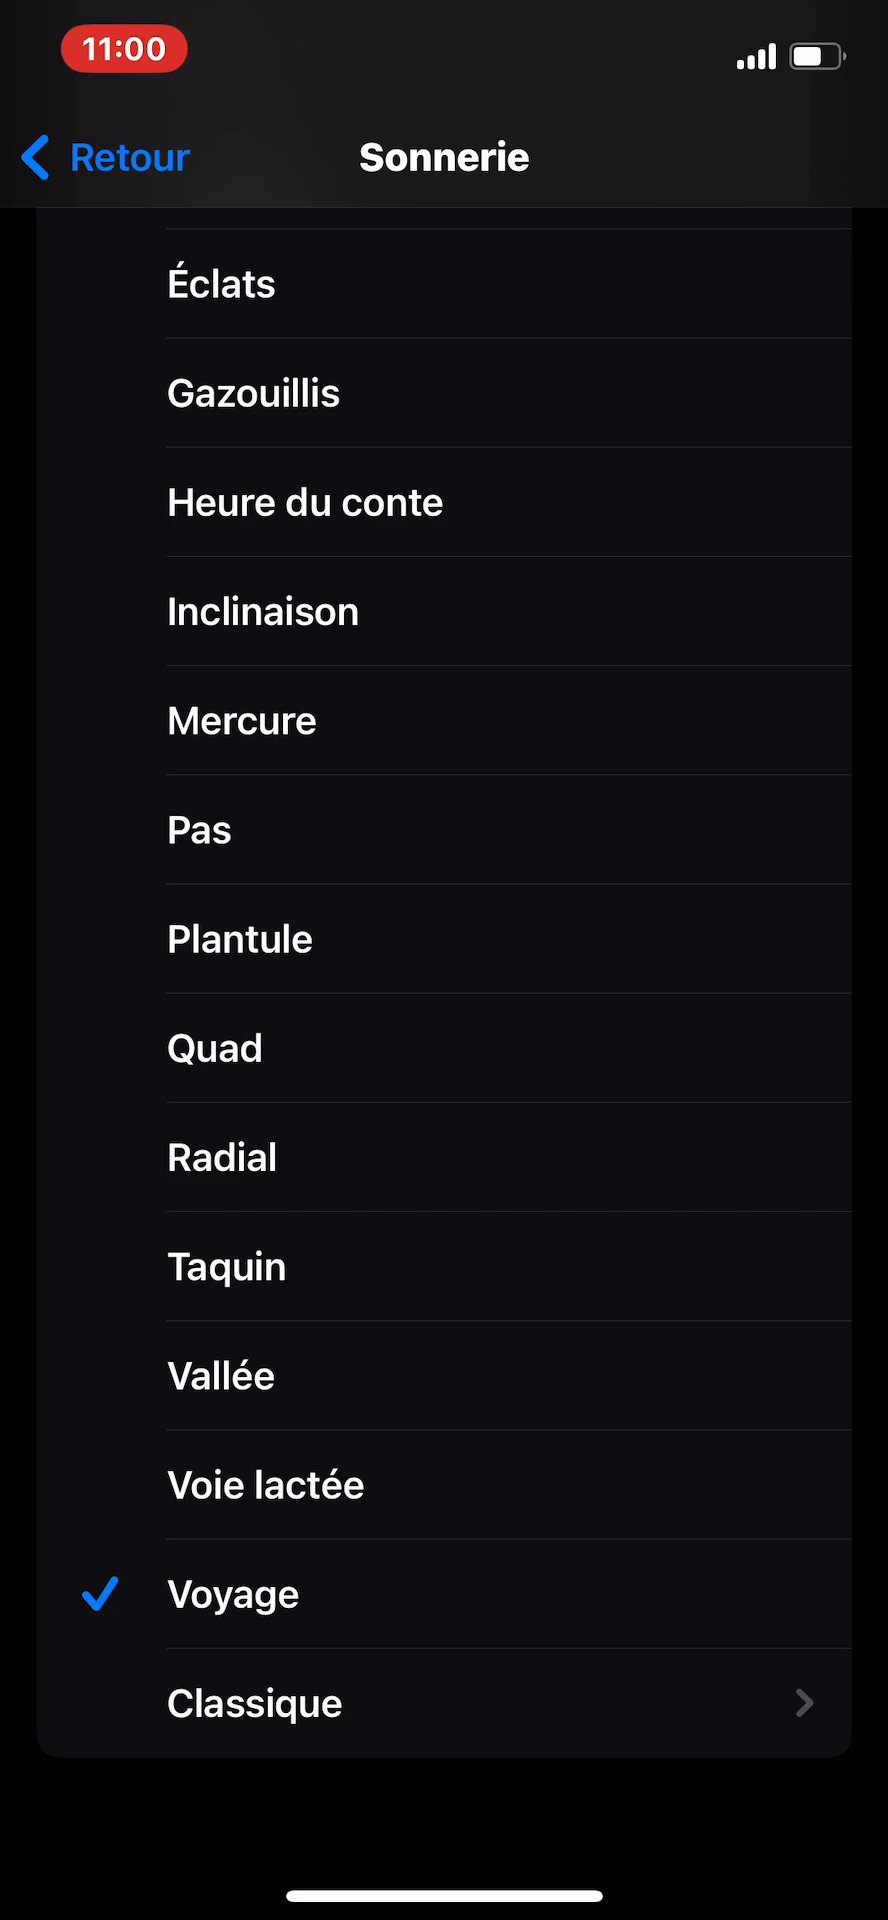 11:00
Retour
Sonnerie
Éclats
Gazouillis
Heure du conte
Inclinaison
Mercure
Pas
Plantule
Quad
Radial
Taquin
Vallée
Voie lactée
Voyage
Classique